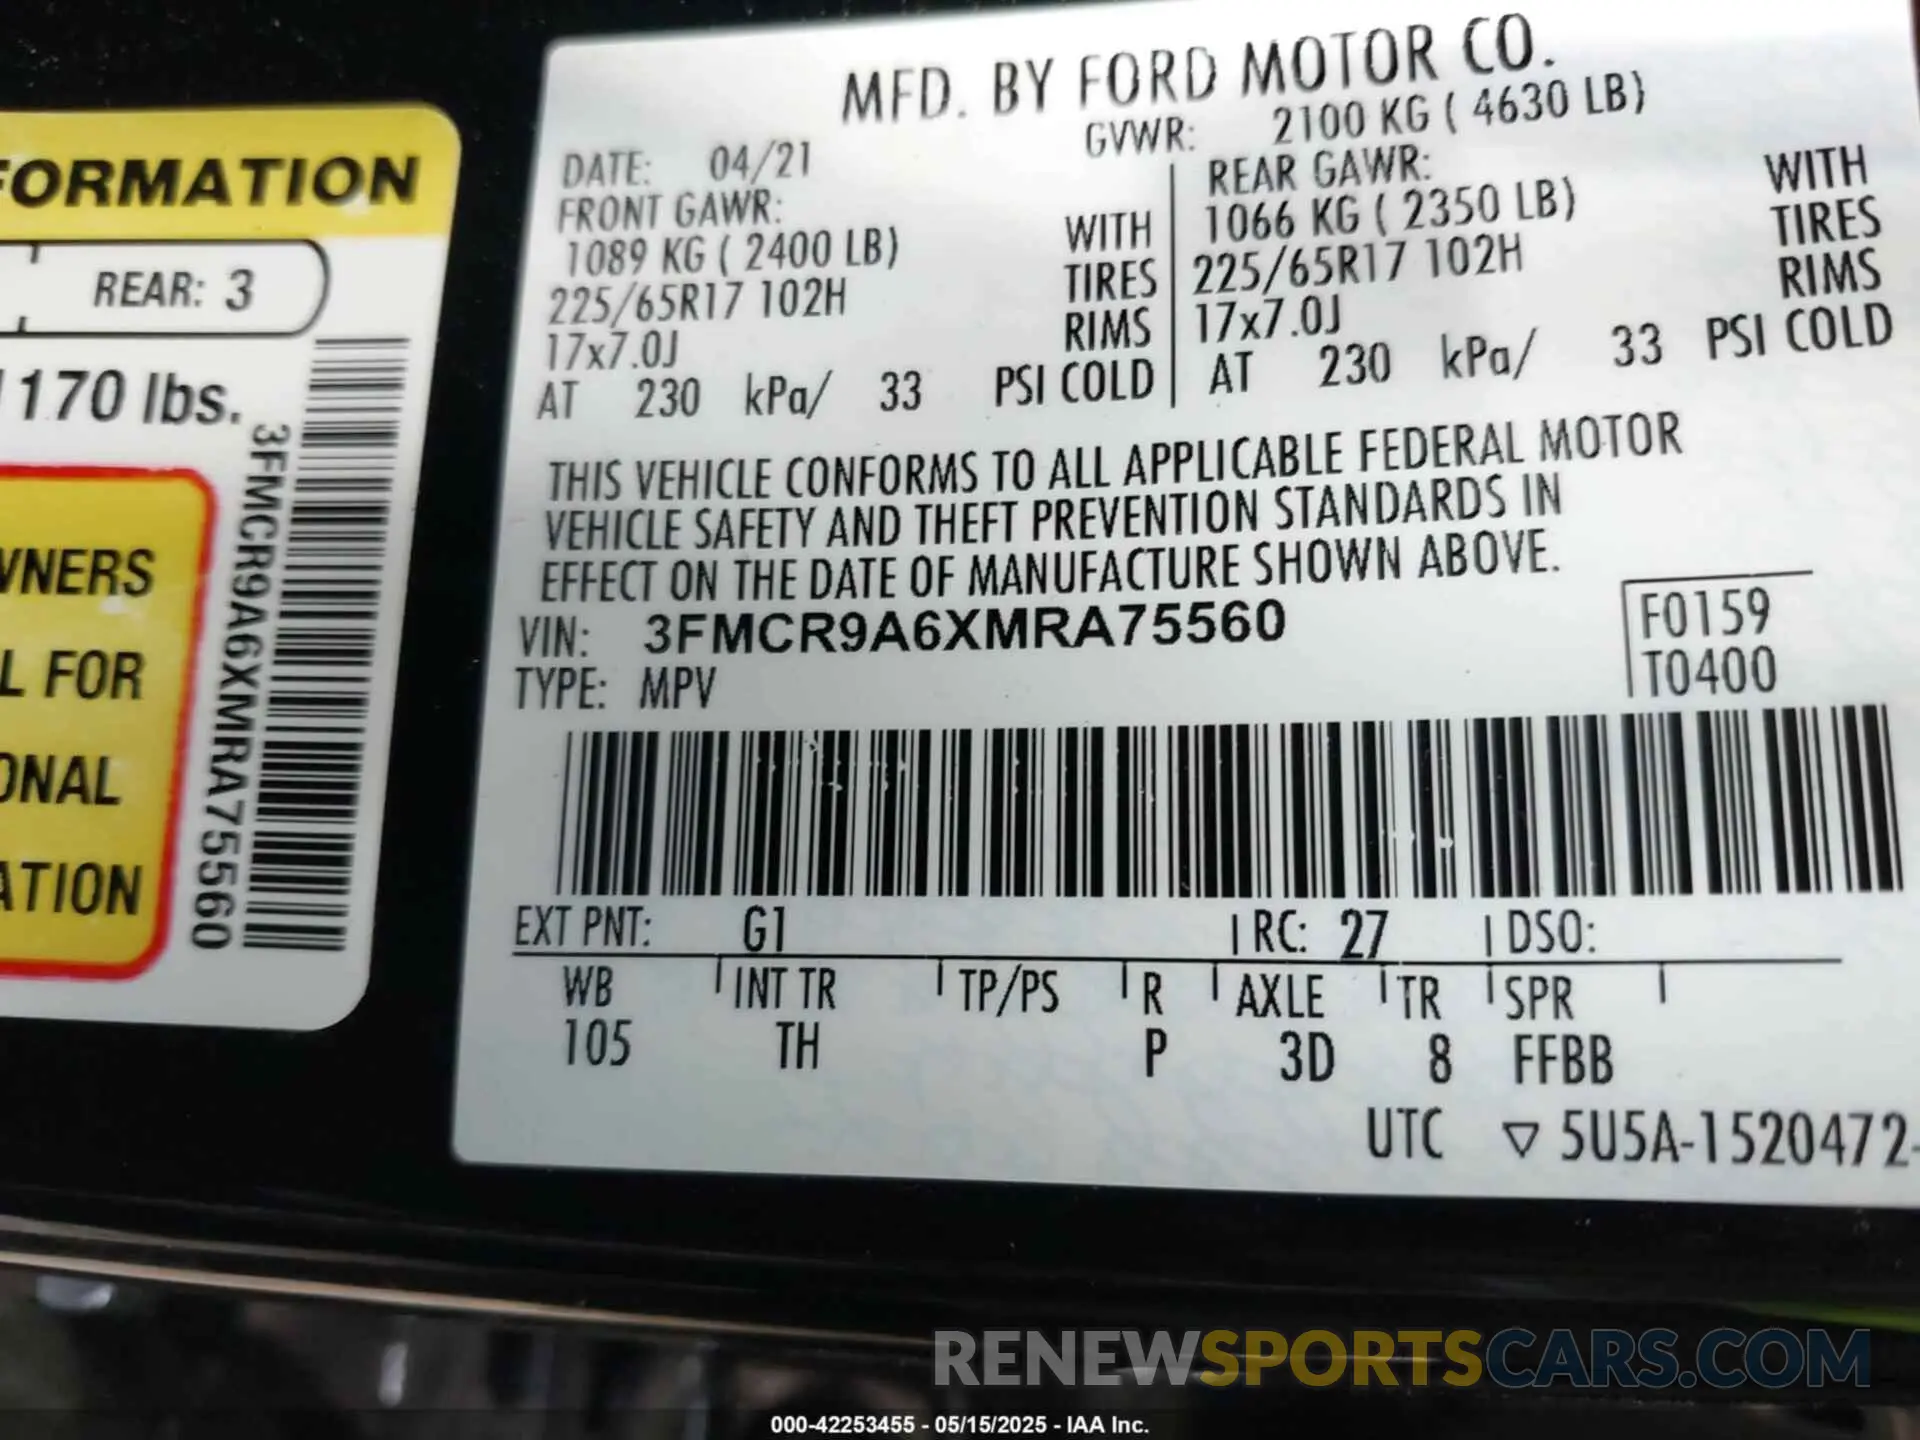 FORMATION
REAR: 3
1170 lbs.
3FMCR9A6XMRA75560
WNERS
L FOR
ONAL
ATION
MFD. BY FORD MOTOR CO.
DATE: 04/21
GVWR: 2100 KG ( 4630 LB)
FRONT GAWR:
1089 KG ( 2400 LB) WITH
225/65R17 102H TIRES
17x7.0J RIMS
AT 230 kPa/ 33 PSI COLD
REAR GAWR: WITH
1066 KG ( 2350 LB) TIRES
225/65R17 102H RIMS
17x7.0J
AT 230 kPa/ 33 PSI COLD
THIS VEHICLE CONFORMS TO ALL APPLICABLE FEDERAL MOTOR
VEHICLE SAFETY AND THEFT PREVENTION STANDARDS IN
EFFECT ON THE DATE OF MANUFACTURE SHOWN ABOVE.
VIN: 3FMCR9A6XMRA75560
TYPE: MPV
F0159
T0400
EXT PNT: G1 RC: 27 DSO:
WB INT TR TP/PS R AXLE TR SPR
105 TH P 3D 8 FFBB
UTC ▽ 5U5A-1520472-
RENEWSPORTSCARS.COM
000-42253455 - 05/15/2025 - IAA Inc.